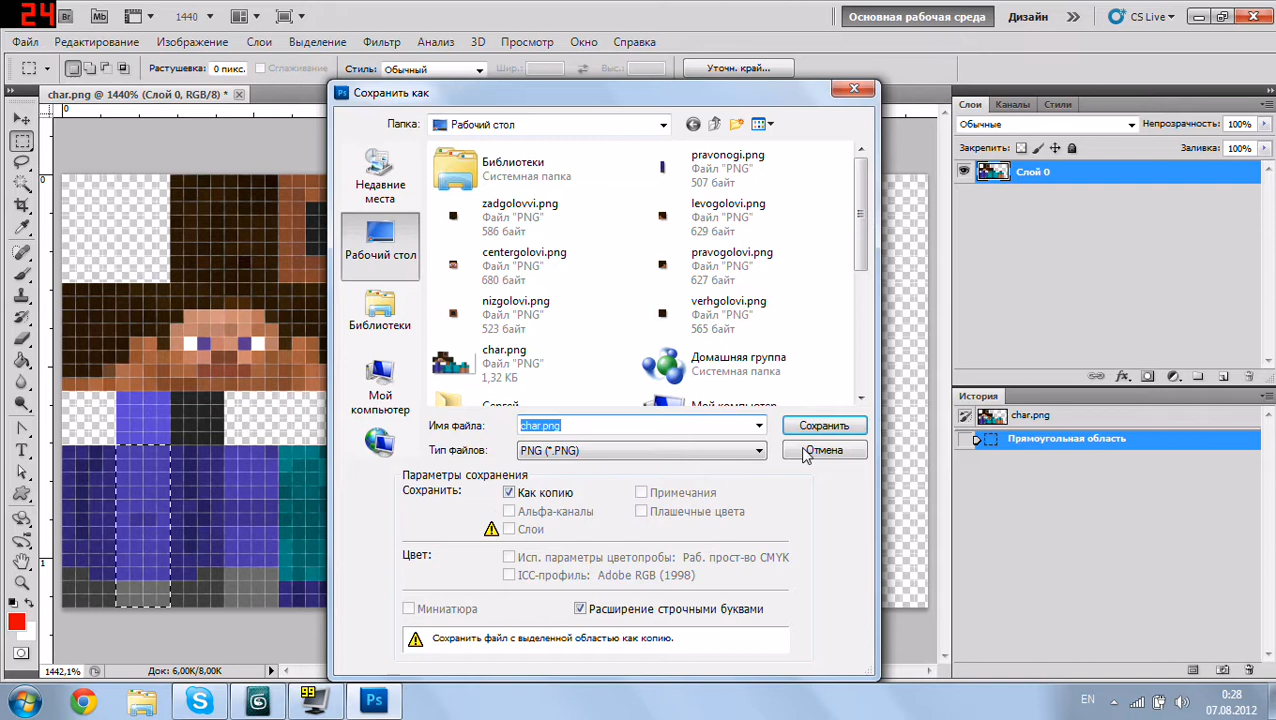 24
Br
Mb
1440
Основная рабочая среда
Дизайн
CS Live
Файл
Редактирование
Изображение
Слои
Выделение
Фильтр
Анализ
3D
Просмотр
Окно
Справка
Растушевка:
0 пикс.
Сглаживание
Стиль:
Обычный
Шир.:
Выс.:
Уточн. край...
char.png @ 1440% (Слой 0, RGB/8) *
Сохранить как
Папка:
Рабочий стол
Недавние места
Рабочий стол
Библиотеки
Мой компьютер
Библиотеки
Системная папка
pravonogi.png
Файл "PNG"
507 байт
zadgolovvi.png
Файл "PNG"
586 байт
levogolovi.png
Файл "PNG"
629 байт
centergolovi.png
Файл "PNG"
680 байт
pravogolovi.png
Файл "PNG"
627 байт
nizgolovi.png
Файл "PNG"
523 байт
verhgolovi.png
Файл "PNG"
565 байт
char.png
Файл "PNG"
1,32 КБ
Домашная группа
Системная папка
Имя файла:
char.png
Сохранить
Тип файлов:
PNG (*.PNG)
Отмена
Параметры сохранения
Сохранить:
Как копию
Примечания
Альфа-каналы
Плашечные цвета
Слои
Цвет:
Исп. параметры цветопробы: Раб. прост-во CMYK
ICC-профиль: Adobe RGB (1998)
Миниатюра
Расширение строчными буквами
Сохранить файл с выделенной областью как копию.
Слои
Каналы
Стили
Обычные
Непрозрачность:
100%
Закрепить:
Заливка:
100%
Слой 0
История
char.png
Прямоугольная область
1442,1%
Док: 6,00K/8,00K
99
Ps
EN
0:28
07.08.2012